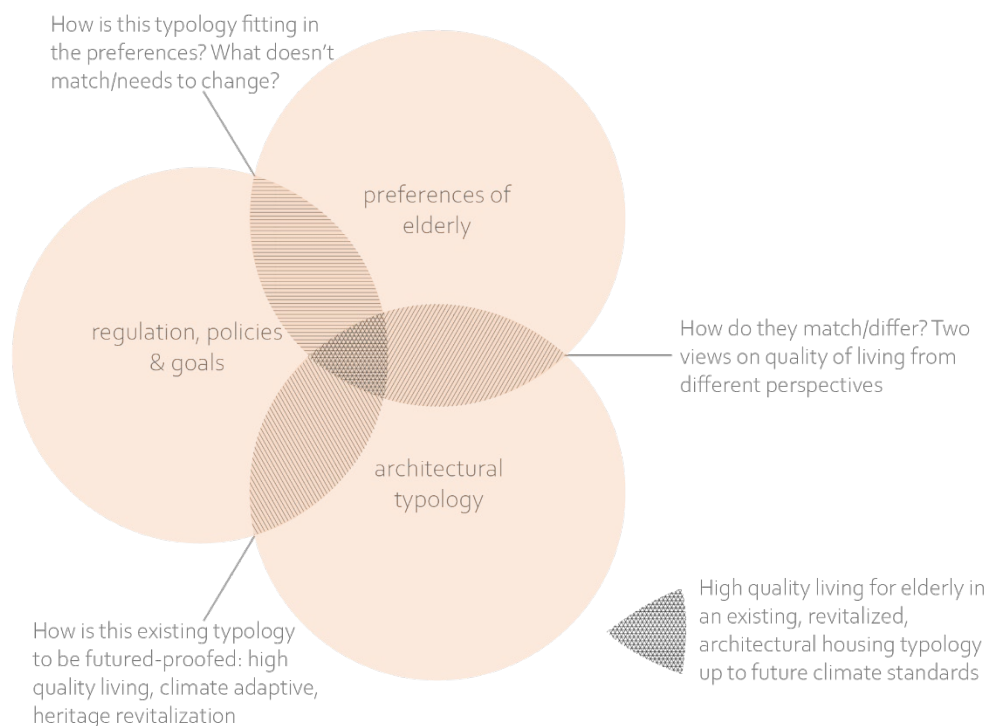 How is this typology fitting
in the preferences? What doesn't
match/needs to change?
preferences of
elderly
regulation, policies
& goals
How do they match/differ? Two
views on quality of living from
different perspectives
architectural
typology
How is this existing typology
to be futured-proofed: high
quality living, climate adaptive,
heritage revitalization
High quality living for elderly in
an existing, revitalized,
architectural housing typology
up to future climate standards